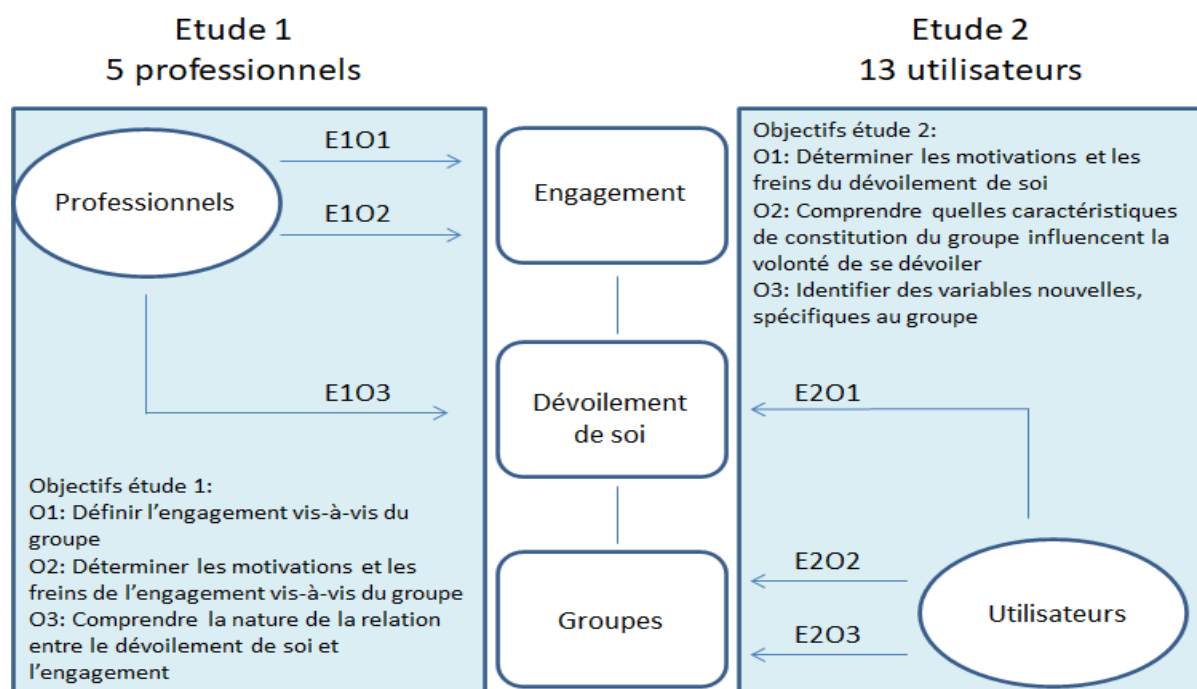 Etude 1
5 professionnels
Etude 2
13 utilisateurs
Professionnels
E1O1
E1O2
E1O3
Objectifs étude 1:
O1: Définir l’engagement vis-à-vis du
groupe
O2: Déterminer les motivations et les
freins de l’engagement vis-à-vis du groupe
O3: Comprendre la nature de la relation
entre le dévoilement de soi et
l’engagement
Engagement
Dévoilement
de soi
Groupes
Objectifs étude 2:
O1: Déterminer les motivations et les
freins du dévoilement de soi
O2: Comprendre quelles caractéristiques
de constitution du groupe influencent la
volonté de se dévoiler
O3: Identifier des variables nouvelles,
spécifiques au groupe
E2O1
E2O2
E2O3
Utilisateurs